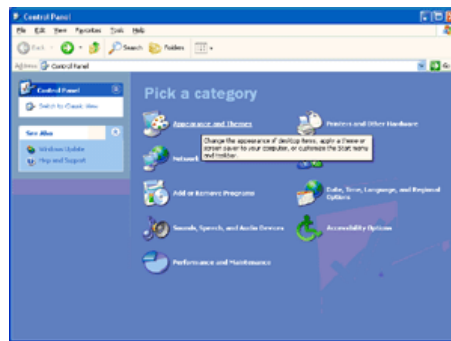 Control Panel
File Edit View Favorites Tools Help
Back Search Folders
Address Control Panel Go
Control Panel
Switch to Classic View
See Also
Windows Update
Help and Support
Pick a category
Appearance and Themes
Printers and Other Hardware
Change the appearance of desktop items, apply a theme or
screen saver to your computer, or customize the Start menu
and taskbar.
Network
Add or Remove Programs
Date, Time, Language, and Regional
Options
Sounds, Speech, and Audio Devices
Accessibility Options
Performance and Maintenance